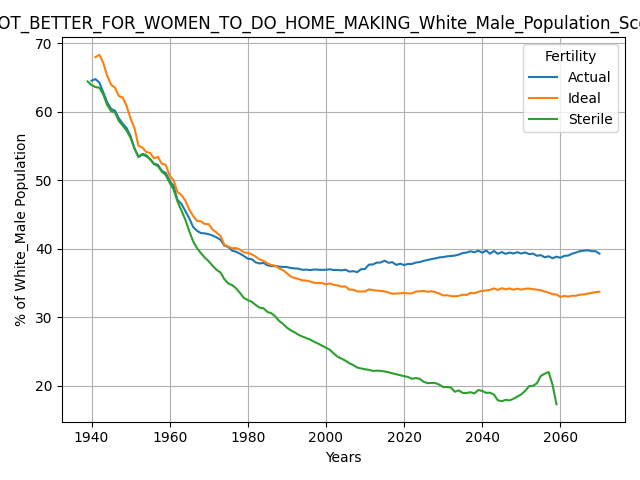 OT_BETTER_FOR_WOMEN_TO_DO_HOME_MAKING_White_Male_Population_Sc
70
60
50
40
30
20
% of White_Male Population
1940 1960 1980 2000 2020 2040 2060
Years
Fertility
Actual
Ideal
Sterile